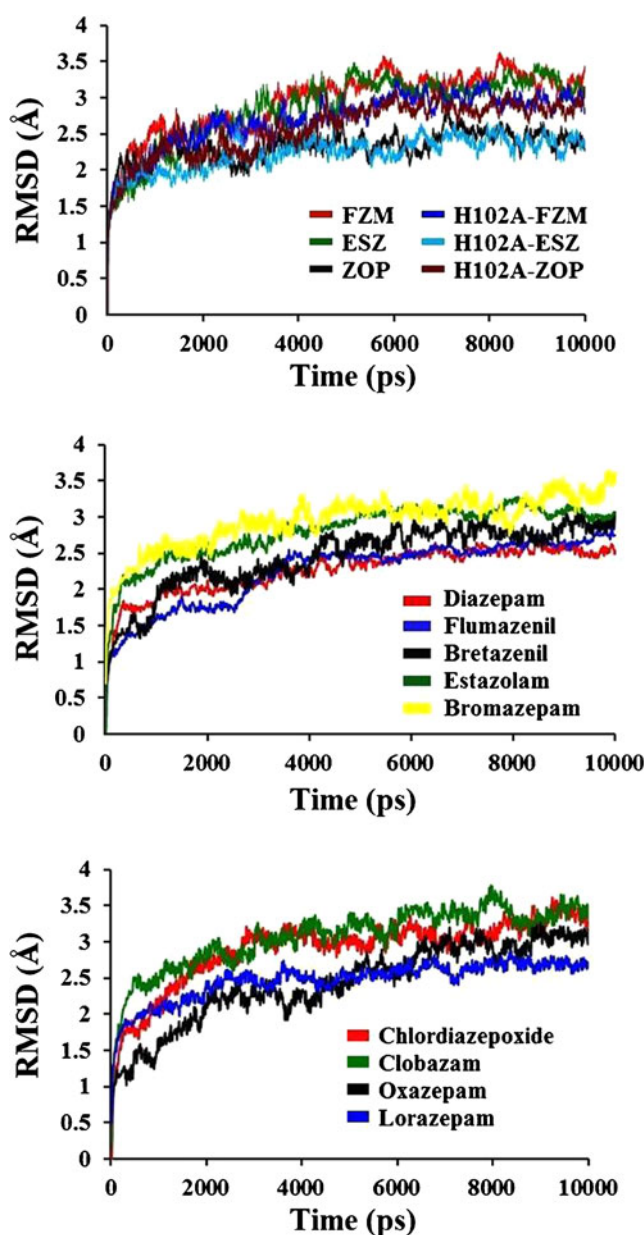 RMSD (Å)
4
3.5
3
2.5
2
1.5
1
0.5
0
FZM H102A-FZM
ESZ H102A-ESZ
ZOP H102A-ZOP
0 2000 4000 6000 8000 10000
Time (ps)
RMSD (Å)
4
3.5
3
2.5
2
1.5
1
0.5
0
Diazepam
Flumazenil
Bretazenil
Estazolam
Bromazepam
0 2000 4000 6000 8000 10000
Time (ps)
RMSD (Å)
4
3.5
3
2.5
2
1.5
1
0.5
0
Chlordiazepoxide
Clobazam
Oxazepam
Lorazepam
0 2000 4000 6000 8000 10000
Time (ps)